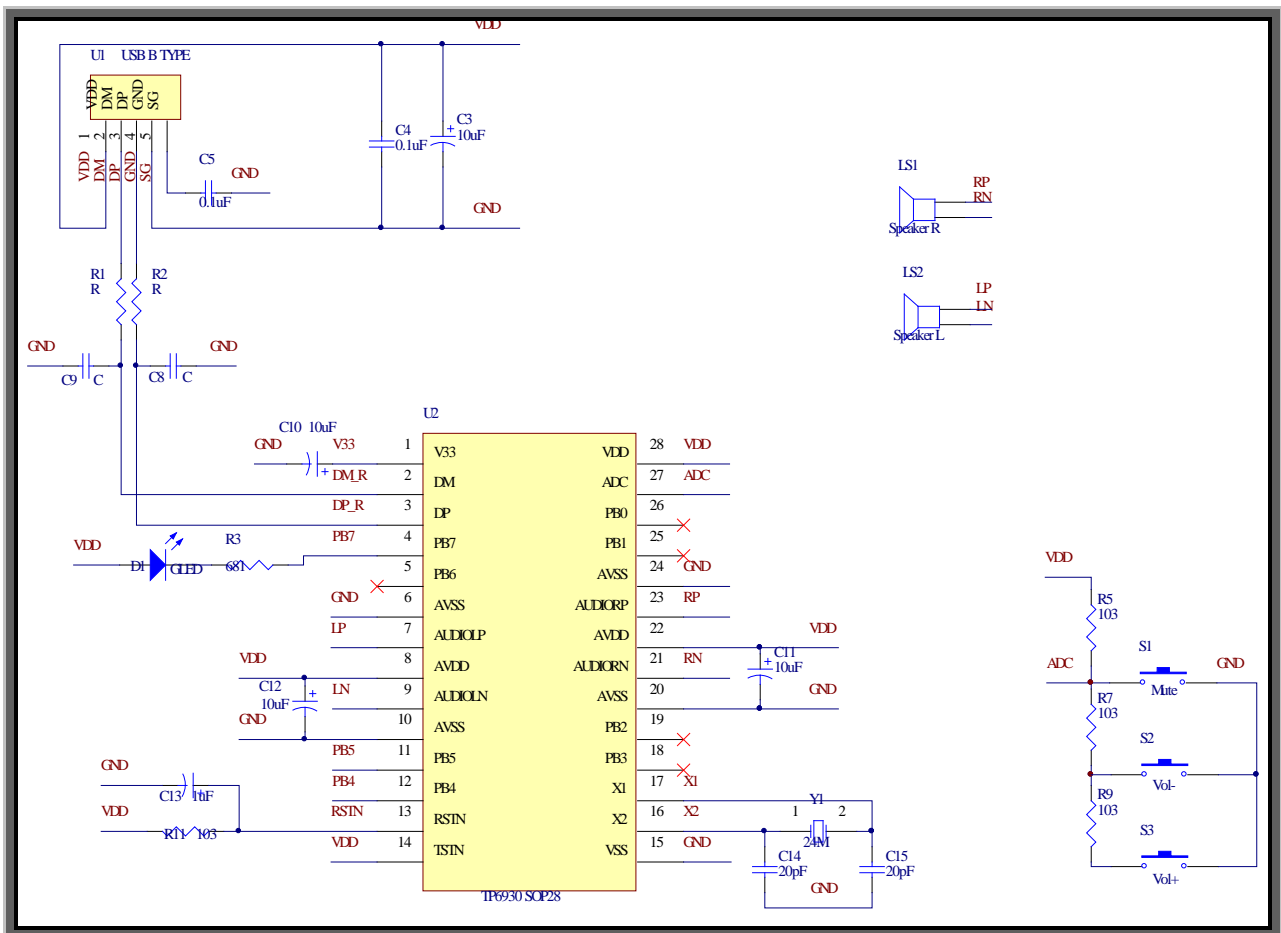 VDD
U1 USB B TYPE
VDD
DM
DP
GND
SG
1
2
3
4
5
VDD
DM
DP
GND
SG
C5
0.1uF
GND
C4
0.1uF
C3
+
10uF
GND
LS1
RP
RN
Speaker R
LS2
LP
LN
Speaker L
R1
R
R2
R
GND
C9 C
GND
C8 C
U2
C10 10uF
GND
+
V33 1 V33
DM_R 2 DM
DP_R 3 DP
PB7 4 PB7
5 PB6
GND 6 AVSS
LP 7 AUDIOLP
8 AVDD
LN 9 AUDIOLN
10 AVSS
PB5 11 PB5
PB4 12 PB4
RSTN 13 RSTN
VDD 14 TSTN
VDD 28 VDD
ADC 27 ADC
PB0 26
PB1 25
AVSS 24 GND
AUDIORP 23 RP
AVDD 22
AUDIORN 21 RN
AVSS 20
PB2 19
PB3 18
X1 17 X1
X2 16 X2
VSS 15 GND
TP6930 SOP28
VDD
D1 GLED
R3
681
VDD
C12
+
10uF
GND
GND
C13 1uF
+
VDD
R11 103
VDD
C11
+
10uF
GND
Y1
1 2
24M
C14
20pF
C15
20pF
GND
VDD
R5
103
ADC
S1
Mute
GND
R7
103
S2
Vol-
R9
103
S3
Vol+